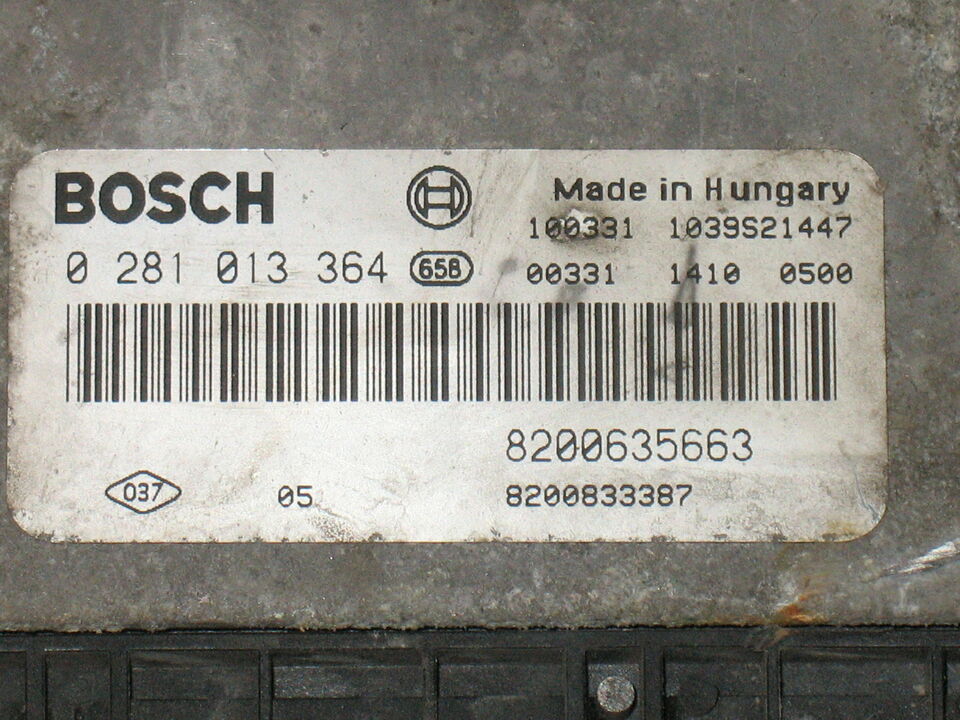 BOSCH
Made in Hungary
100331 1039S21447
0 281 013 364 658
00331 1410 0500
8200635663
037 05 8200833387